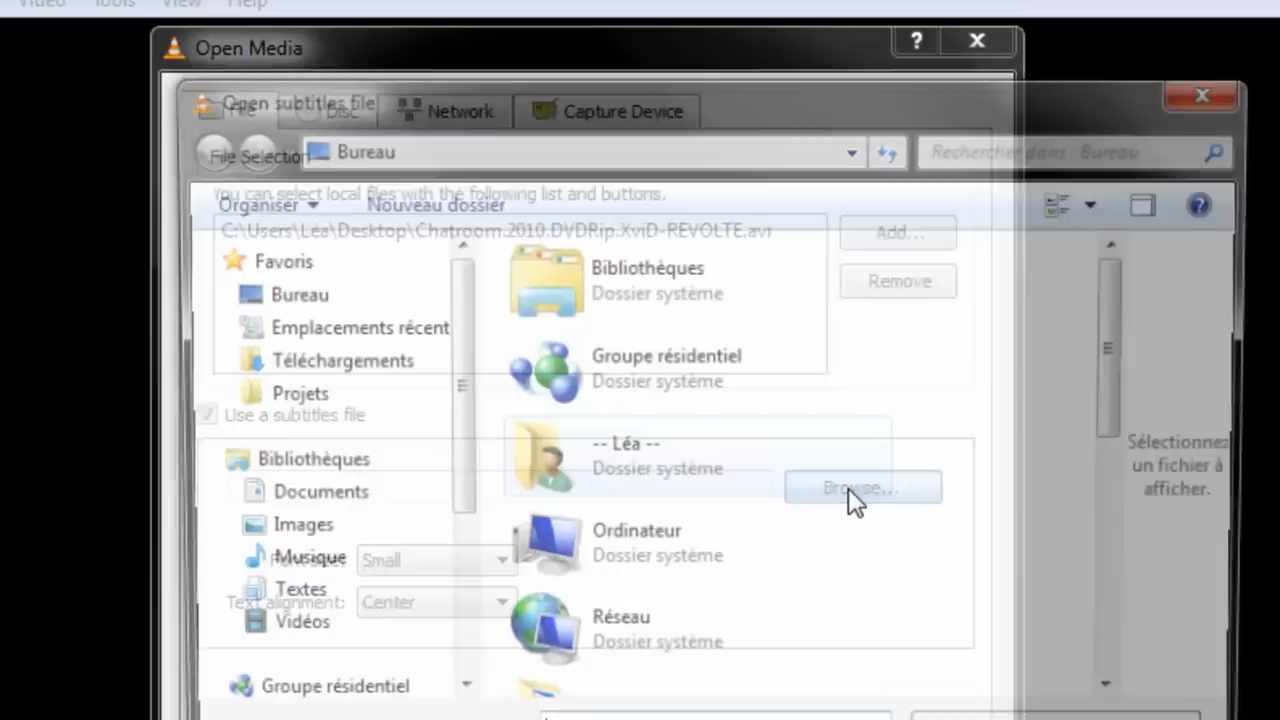 Video Tools View Help
Open Media
Open subtitles file
File Disc Network Capture Device
File Selection
Bureau
Rechercher dans : Bureau
You can select local files with the following list and buttons.
Organiser Nouveau dossier
C:\Users\Léa\Desktop\Chatroom.2010.DVDRip.XviD-REVOLTE.avi
Add...
Remove
Favoris
Bureau
Emplacements récent
Téléchargements
Projets
Use a subtitles file
Bibliothèques
Documents
Images
Musique
Textes
Vidéos
Groupe résidentiel
Bibliothèques
Dossier système
Groupe résidentiel
Dossier système
-- Léa --
Dossier système
Ordinateur
Dossier système
Réseau
Dossier système
Browse...
Small
Text alignment: Center
Sélectionnez
un fichier à
afficher.